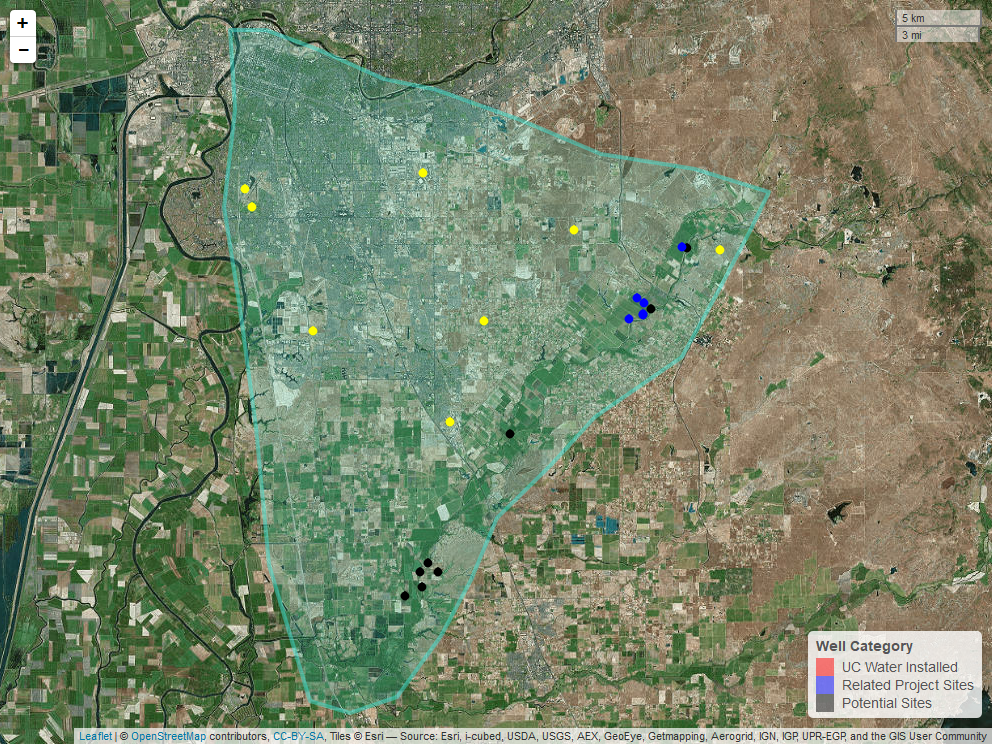 +
−
5 km
3 mi
Well Category
UC Water Installed
Related Project Sites
Potential Sites
Leaflet | © OpenStreetMap contributors, CC-BY-SA, Tiles © Esri — Source: Esri, i-cubed, USDA, USGS, AEX, GeoEye, Getmapping, Aerogrid, IGN, IGP, UPR-EGP, and the GIS User Community